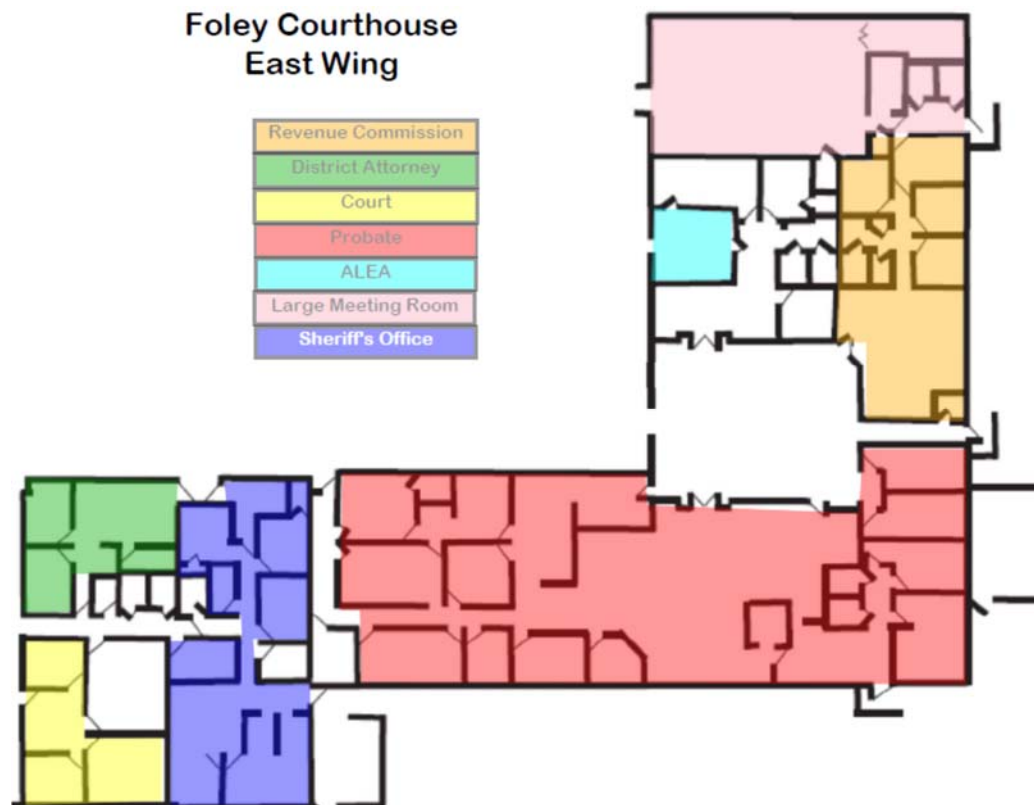 Foley Courthouse
East Wing
Revenue Commission
District Attorney
Court
Probate
ALEA
Large Meeting Room
Sheriff's Office